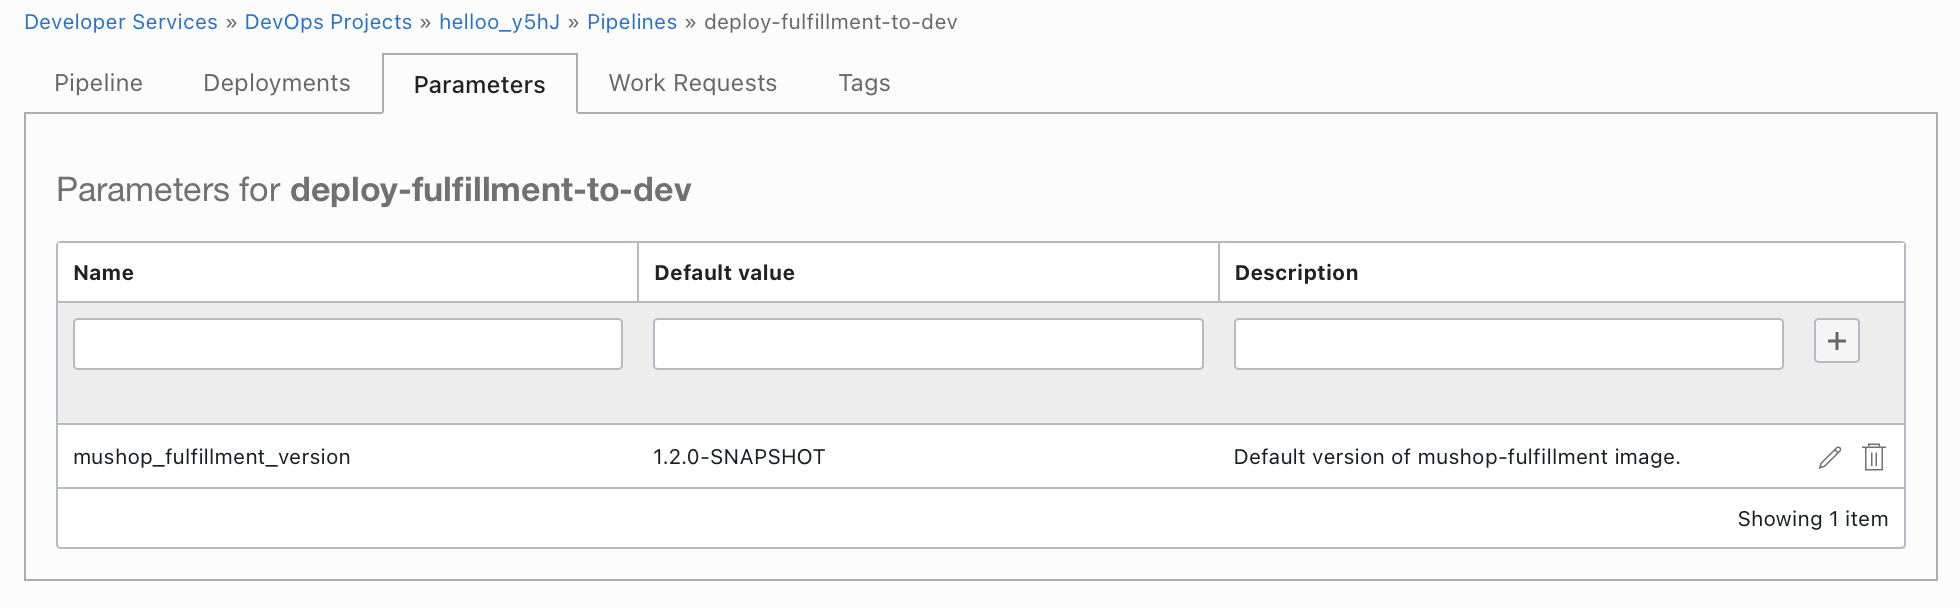 Developer Services » DevOps Projects » helloo_y5hJ » Pipelines » deploy-fulfillment-to-dev
Pipeline Deployments Parameters Work Requests Tags
Parameters for deploy-fulfillment-to-dev
Name Default value Description
+
mushop_fulfillment_version 1.2.0-SNAPSHOT Default version of mushop-fulfillment image.
Showing 1 item